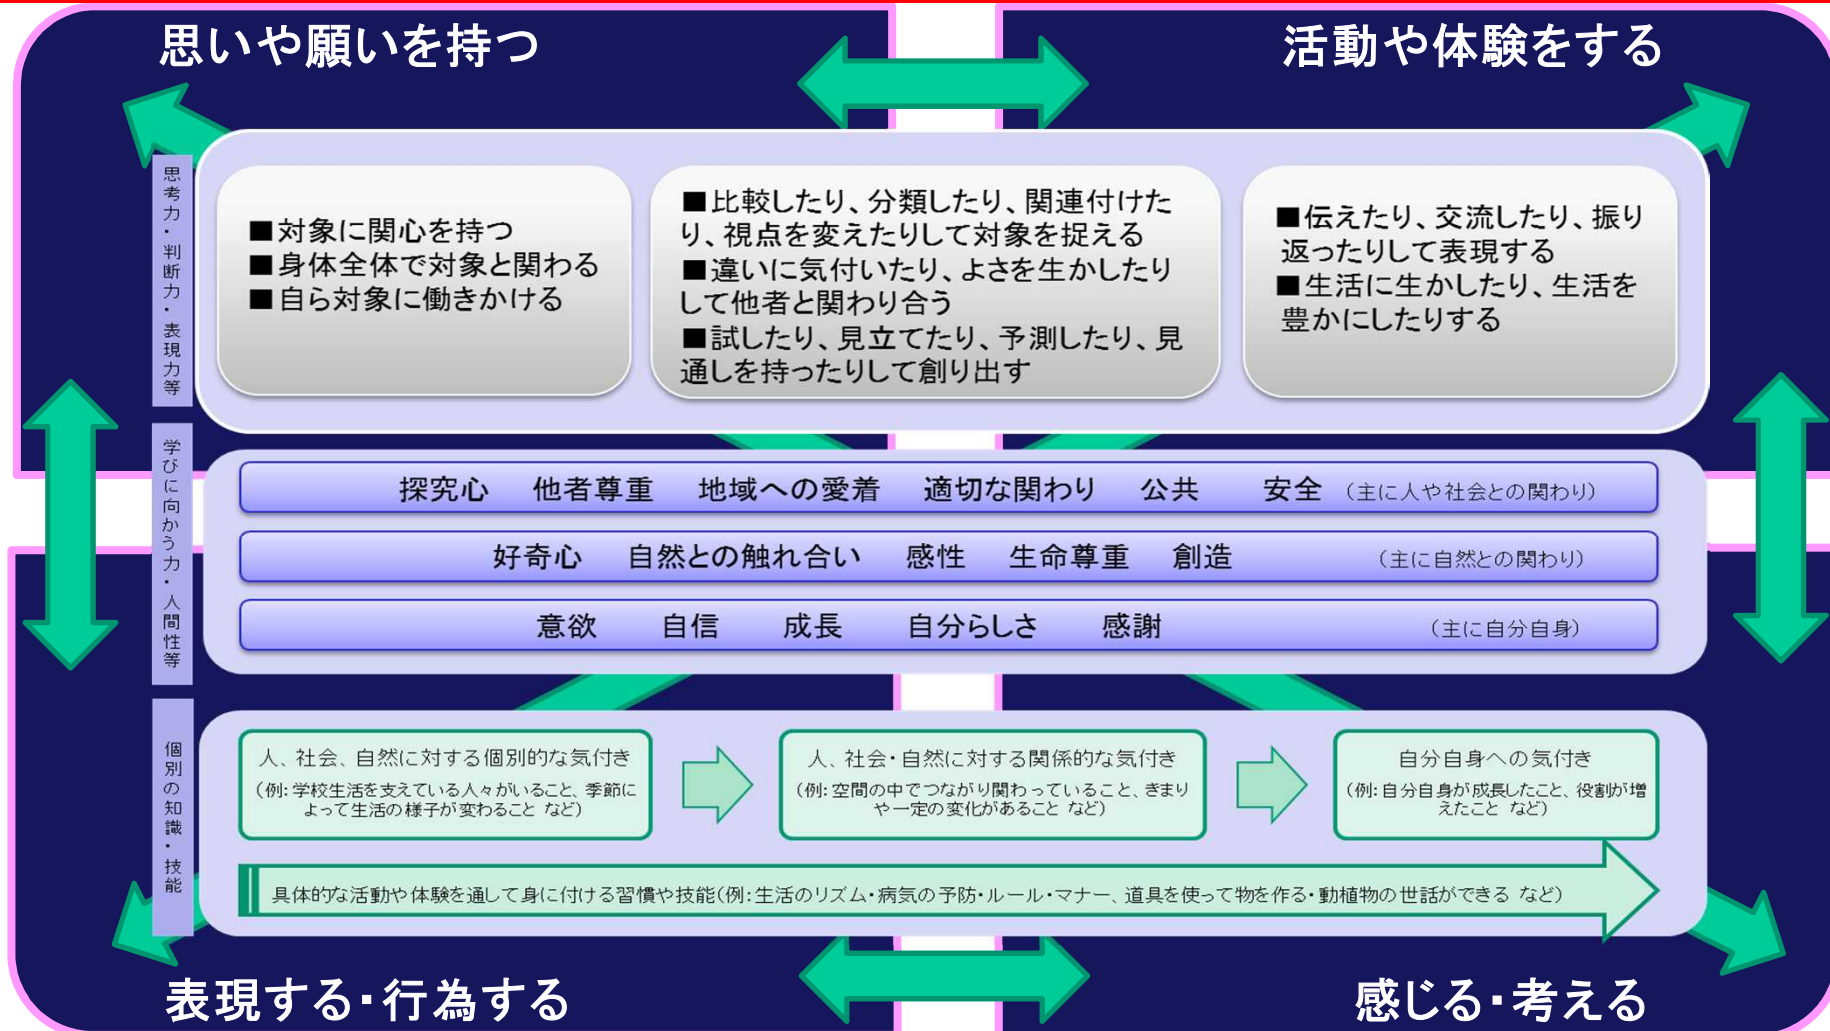 思いや願いを持つ
活動や体験をする
思考力・判断力・表現力等
■対象に関心を持つ
■身体全体で対象と関わる
■自ら対象に働きかける
■比較したり、分類したり、関連付けた
り、視点を変えたりして対象を捉える
■違いに気付いたり、よさを生かしたり
して他者と関わり合う
■試したり、見立てたり、予測したり、見
通しを持ったりして創り出す
■伝えたり、交流したり、振り
返ったりして表現する
■生活に生かしたり、生活を
豊かにしたりする
学びに向かう力・人間性等
探究心 他者尊重 地域への愛着 適切な関わり 公共 安全 (主に人や社会との関わり)
好奇心 自然との触れ合い 感性 生命尊重 創造 (主に自然との関わり)
意欲 自信 成長 自分らしさ 感謝 (主に自分自身)
個別の知識・技能
人、社会、自然に対する個別的な気付き
(例:学校生活を支えている人々がいること、季節に
よって生活の様子が変わること など)
人、社会・自然に対する関係的な気付き
(例:空間の中でつながり関わっていること、きまり
や一定の変化があること など)
自分自身への気付き
(例:自分自身が成長したこと、役割が増
えたこと など)
具体的な活動や体験を通して身に付ける習慣や技能(例:生活のリズム・病気の予防・ルール・マナー、道具を使って物を作る・動植物の世話ができる など)
表現する・行為する
感じる・考える